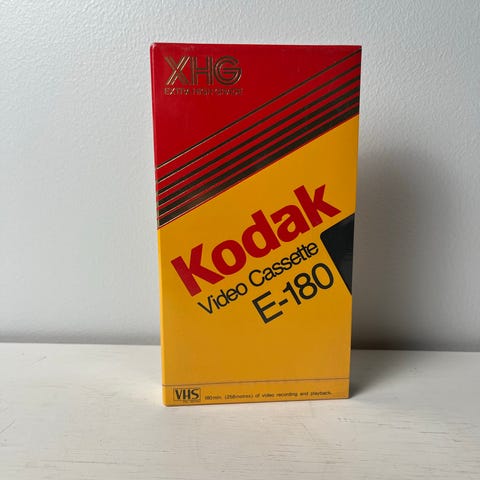 XHG
EXTRA HIGH GRADE
Kodak
Video Cassette
E-180
VHS
180min. (258metres) of video recording and playback.